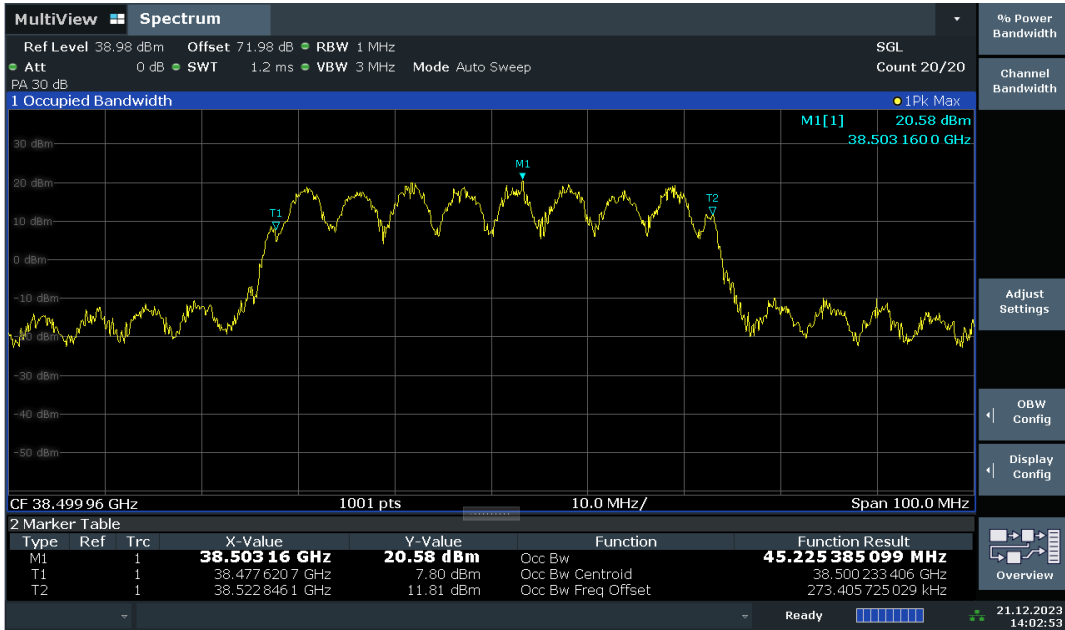 MultiView Spectrum
Ref Level 38.98 dBm Offset 71.98 dB RBW 1 MHz SGL
Att 0 dB SWT 1.2 ms VBW 3 MHz Mode Auto Sweep Count 20/20
PA 30 dB
1 Occupied Bandwidth 1Pk Max
M1[1] 20.58 dBm
38.503 160 0 GHz
30 dBm
M1
20 dBm
T1
T2
10 dBm
0 dBm
-10 dBm
-20 dBm
-30 dBm
-40 dBm
-50 dBm
CF 38.499 96 GHz 1001 pts 10.0 MHz/ Span 100.0 MHz
2 Marker Table
Type Ref Trc X-Value Y-Value Function Function Result
M1 1 38.503 16 GHz 20.58 dBm Occ Bw 45.225 385 099 MHz
T1 1 38.477 620 7 GHz 7.80 dBm Occ Bw Centroid 38.500 233 406 GHz
T2 1 38.522 846 1 GHz 11.81 dBm Occ Bw Freq Offset 273.405 725 029 kHz
Ready
21.12.2023
14:02:53
% Power
Bandwidth
Channel
Bandwidth
Adjust
Settings
OBW
Config
Display
Config
Overview